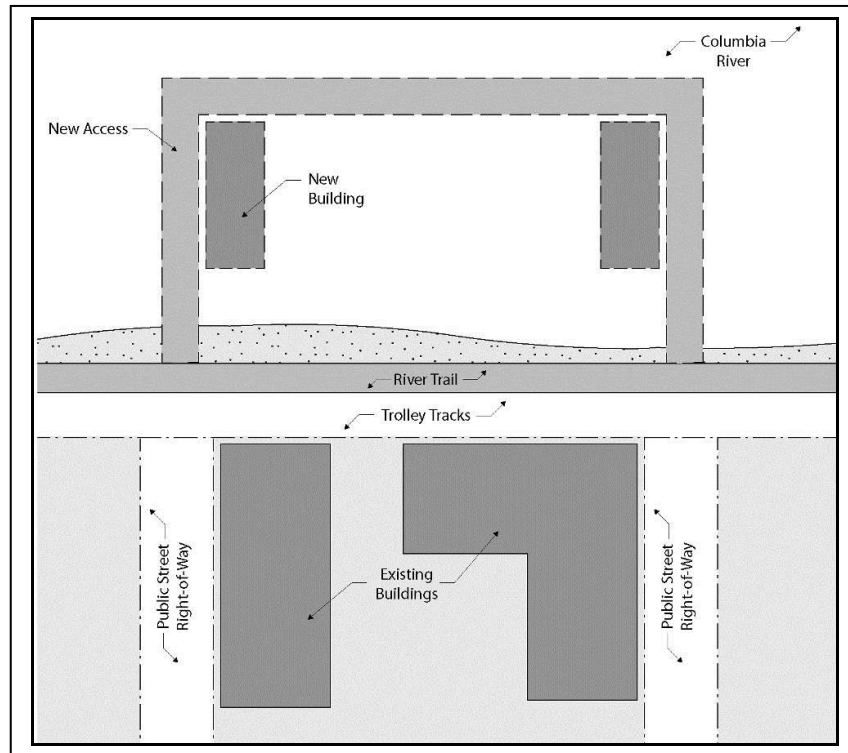 Columbia
River
New Access
New
Building
River Trail
Trolley Tracks
Public Street
Right-of-Way
Existing
Buildings
Public Street
Right-of-Way